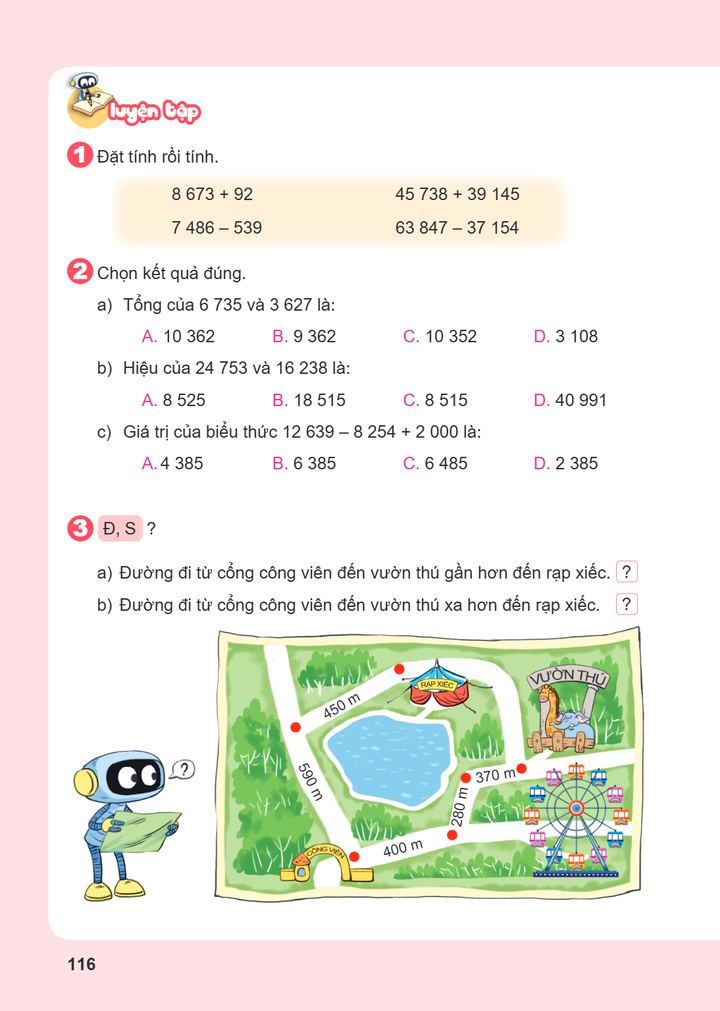 luyện tập
1 Đặt tính rồi tính.
8 673 + 92 45 738 + 39 145
7 486 – 539 63 847 – 37 154
2 Chọn kết quả đúng.
a) Tổng của 6 735 và 3 627 là:
A. 10 362 B. 9 362 C. 10 352 D. 3 108
b) Hiệu của 24 753 và 16 238 là:
A. 8 525 B. 18 515 C. 8 515 D. 40 991
c) Giá trị của biểu thức 12 639 – 8 254 + 2 000 là:
A. 4 385 B. 6 385 C. 6 485 D. 2 385
3 Đ, S ?
a) Đường đi từ cổng công viên đến vườn thú gần hơn đến rạp xiếc. ?
b) Đường đi từ cổng công viên đến vườn thú xa hơn đến rạp xiếc. ?
VƯỜN THÚ
RẠP XIẾC
450 m
?
590 m
370 m
280 m
400 m
CÔNG VIÊN
116